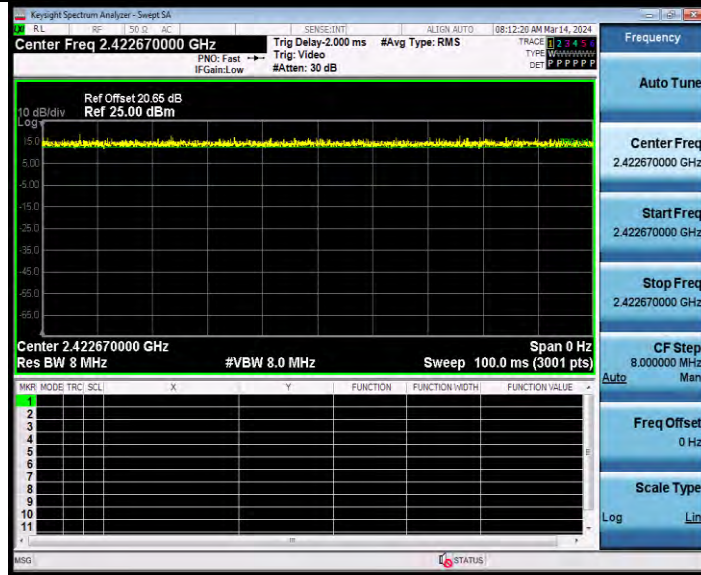 Keysight Spectrum Analyzer - Swept SA
LXI RL RF 50 Ω AC SENSE:INT ALIGN AUTO 08:12:20 AM Mar 14, 2024
Center Freq 2.422670000 GHz
PNO: Fast
IFGain:Low
Trig Delay-2.000 ms
Trig: Video
#Atten: 30 dB
#Avg Type: RMS
TRACE 1 2 3 4 5 6
TYPE
DET P P P P P P
Ref Offset 20.65 dB
10 dB/div Ref 25.00 dBm
Log
15.0
5.00
-5.00
-15.0
-25.0
-35.0
-45.0
-55.0
-65.0
Center 2.422670000 GHz Span 0 Hz
Res BW 8 MHz #VBW 8.0 MHz Sweep 100.0 ms (3001 pts)
MKR MODE TRC SCL X Y FUNCTION FUNCTION WIDTH FUNCTION VALUE
1
2
3
4
5
6
7
8
9
10
11
MSG STATUS
Frequency
Auto Tune
Center Freq
2.422670000 GHz
Start Freq
2.422670000 GHz
Stop Freq
2.422670000 GHz
CF Step
8.000000 MHz
Auto Man
Freq Offset
0 Hz
Scale Type
Log Lin